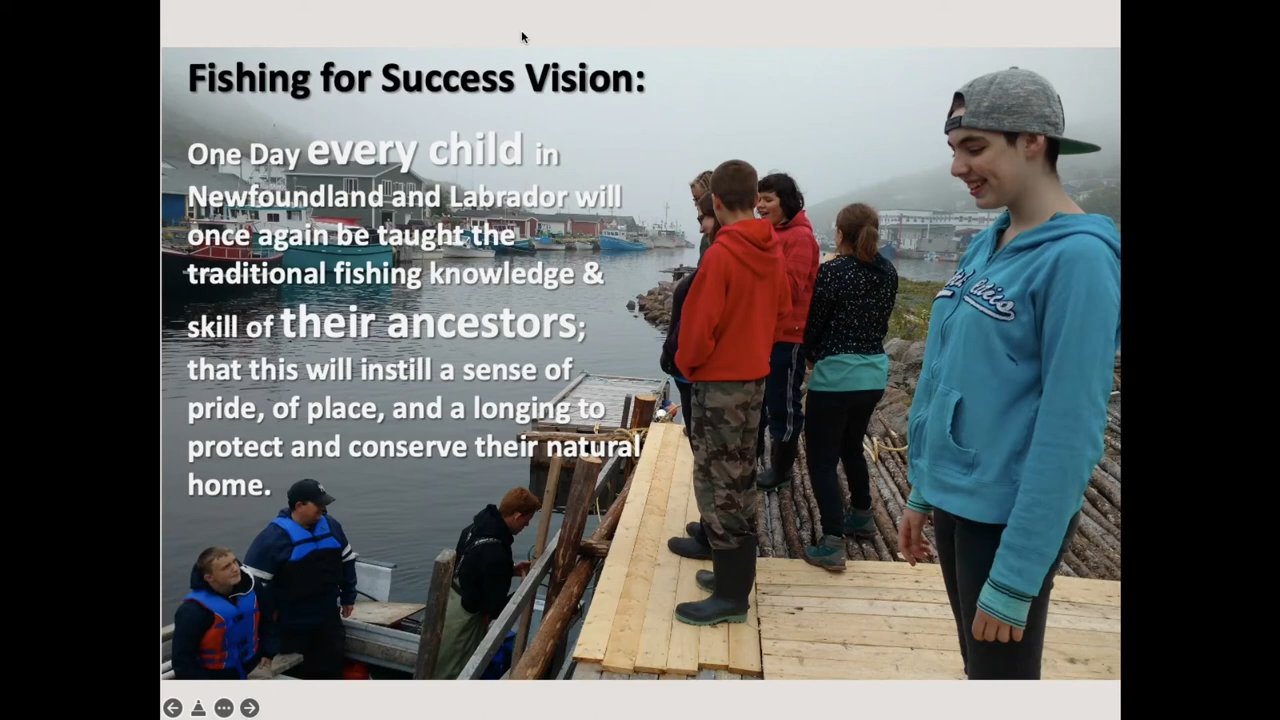 Fishing for Success Vision:
One Day every child in
Newfoundland and Labrador will
once again be taught the
traditional fishing knowledge &
skill of their ancestors;
that this will instill a sense of
pride, of place, and a longing to
protect and conserve their natural
home.